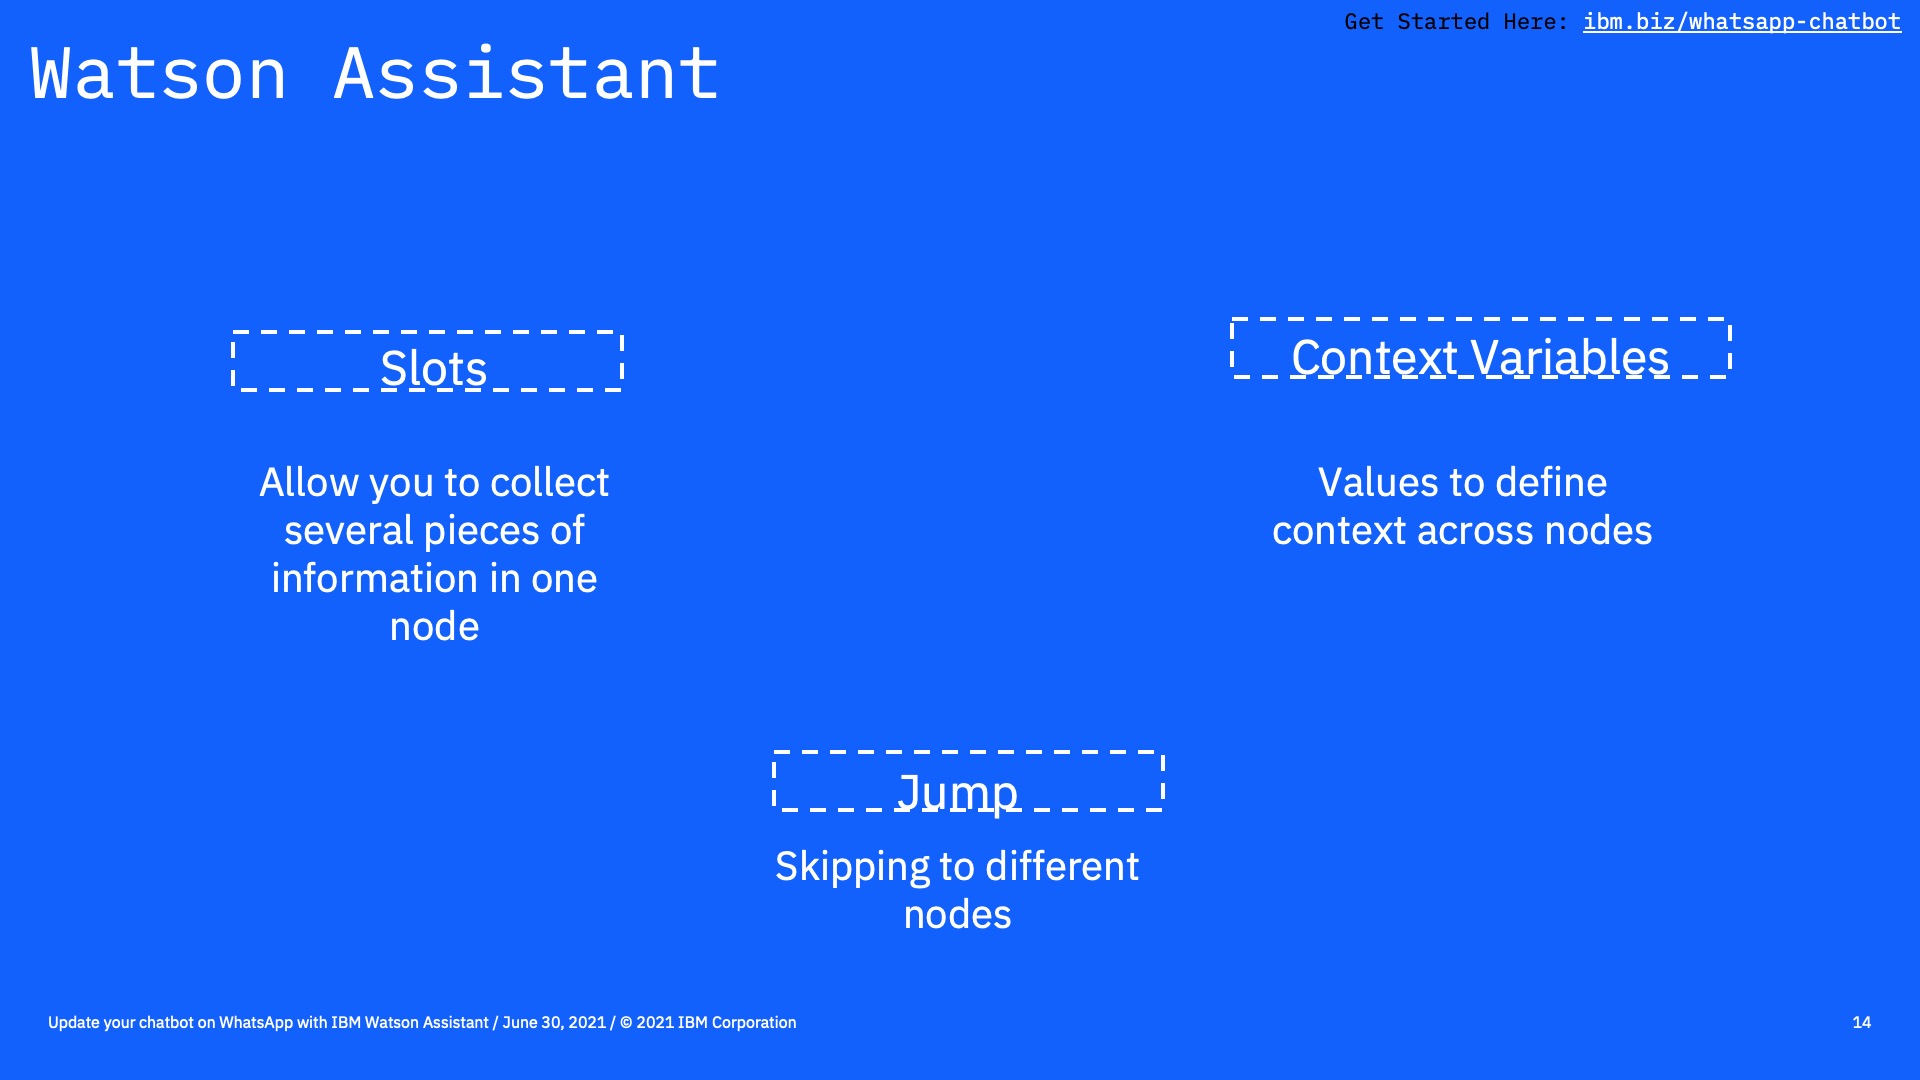 Get Started Here: ibm.biz/whatsapp-chatbot
Watson Assistant
Slots
Allow you to collect
several pieces of
information in one
node
Context Variables
Values to define
context across nodes
Jump
Skipping to different
nodes
Update your chatbot on WhatsApp with IBM Watson Assistant / June 30, 2021 / © 2021 IBM Corporation
14